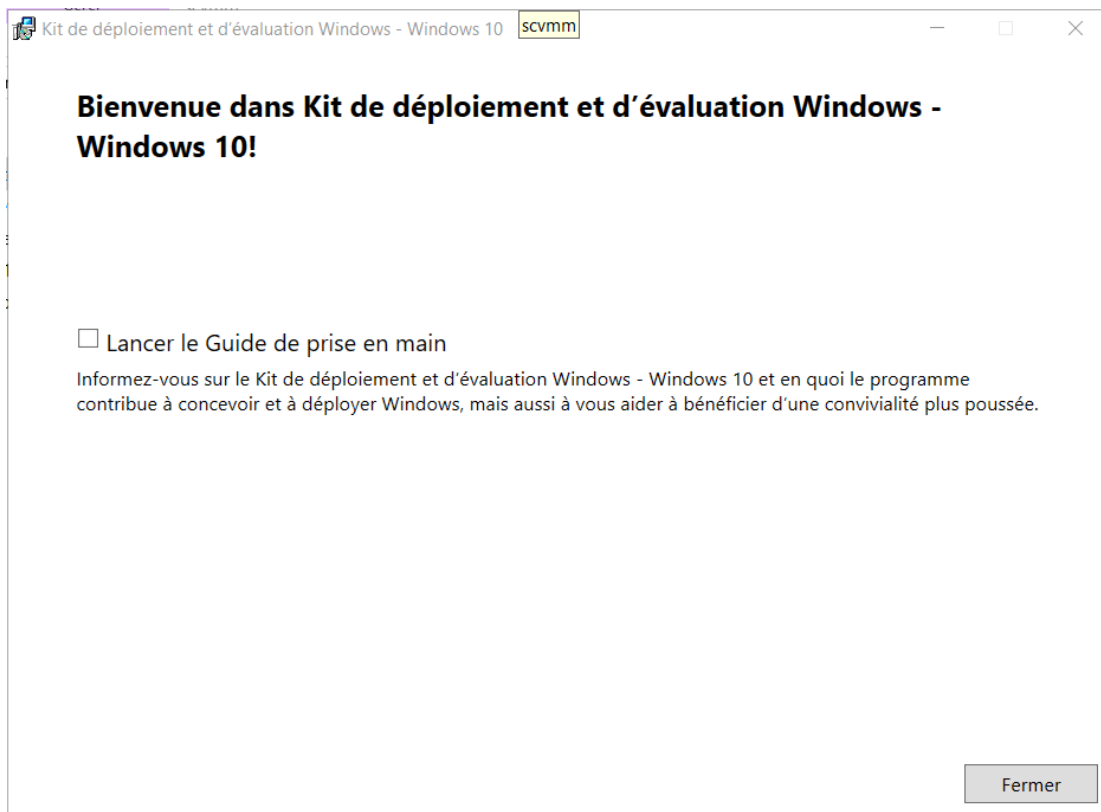 Kit de déploiement et d’évaluation Windows - Windows 10
scvmm
Bienvenue dans Kit de déploiement et d’évaluation Windows -
Windows 10!
Lancer le Guide de prise en main
Informez-vous sur le Kit de déploiement et d’évaluation Windows - Windows 10 et en quoi le programme
contribue à concevoir et à déployer Windows, mais aussi à vous aider à bénéficier d’une convivialité plus poussée.
Fermer